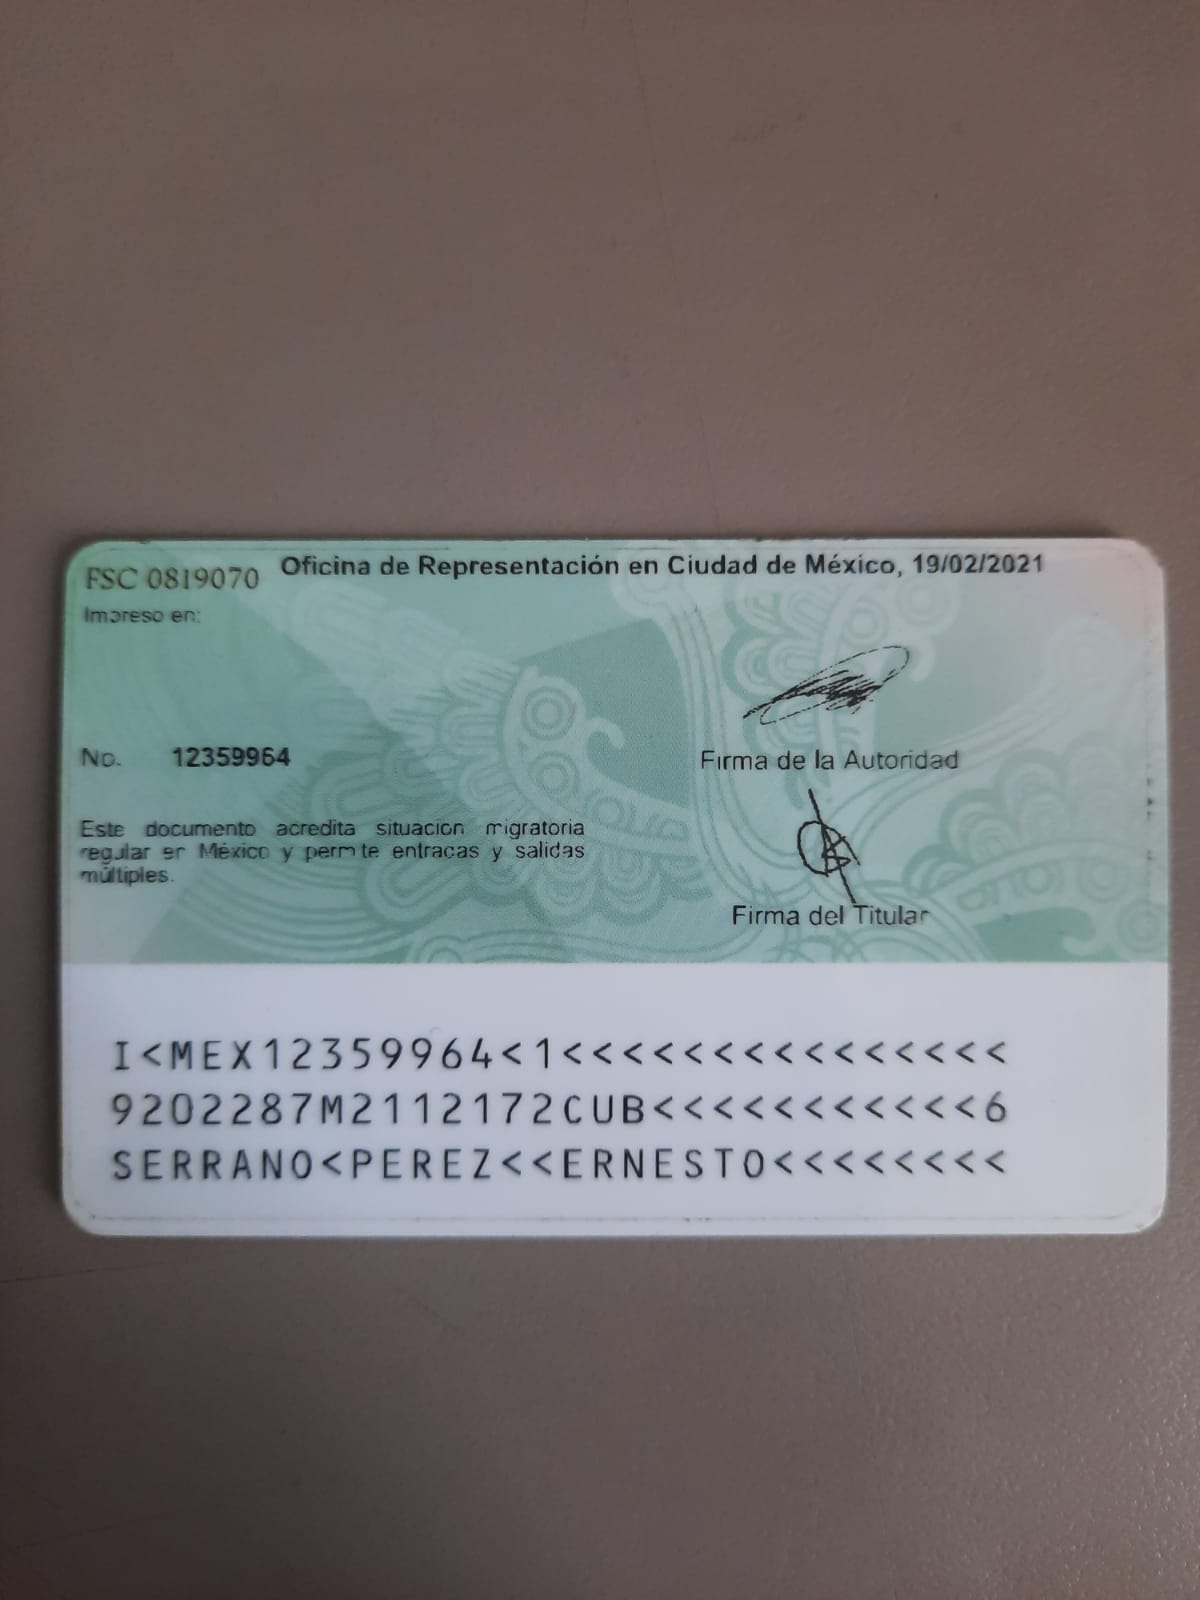 FSC 0819070
Oficina de Representación en Ciudad de México, 19/02/2021
Impreso en:
No. 12359964
Firma de la Autoridad
Este documento acredita situación migratoria
regular en México y permite entradas y salidas
múltiples.
Firma del Titular
I<MEX12359964<1<<<<<<<<<<<<<<<
9202287M2112172CUB<<<<<<<<<<<6
SERRANO<PEREZ<<ERNESTO<<<<<<<<